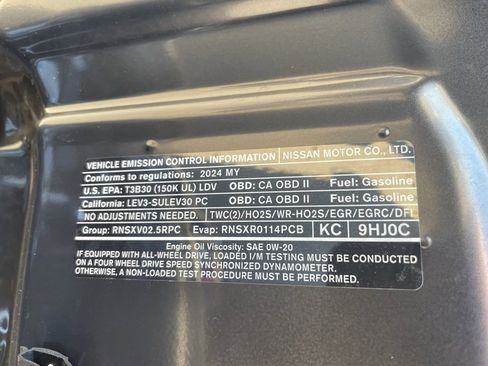 VEHICLE EMISSION CONTROL INFORMATION NISSAN MOTOR CO., LTD.
Conforms to regulations: 2024 MY
U.S. EPA: T3B30 (150K UL) LDV OBD: CA OBD II Fuel: Gasoline
California: LEV3-SULEV30 PC OBD: CA OBD II Fuel: Gasoline
NO ADJUSTMENTS NEEDED. TWC(2)/HO2S/WR-HO2S/EGR/EGRC/DFI
Group: RNSXV02.5RPC Evap: RNSXR0114PCB KC 9HJ0C
Engine Oil Viscosity: SAE 0W-20
IF EQUIPPED WITH ALL-WHEEL DRIVE, LOADED I/M TESTING MUST BE CONDUCTED
ON A FOUR WHEEL DRIVE SPEED SYNCHRONIZED DYNAMOMETER.
OTHERWISE, A NON-LOADED TEST PROCEDURE MUST BE PERFORMED.